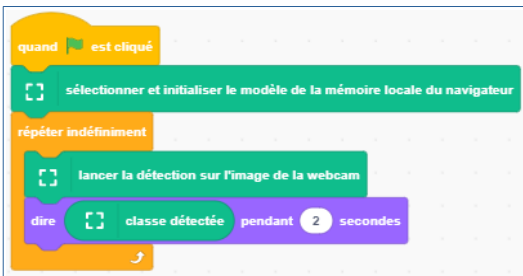 quand est cliqué
sélectionner et initialiser le modèle de la mémoire locale du navigateur
répéter indéfiniment
lancer la détection sur l'image de la webcam
dire classe détectée pendant 2 secondes